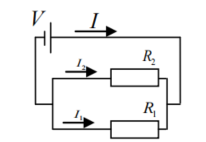 V I
I₂ R₂
I₁ R₁